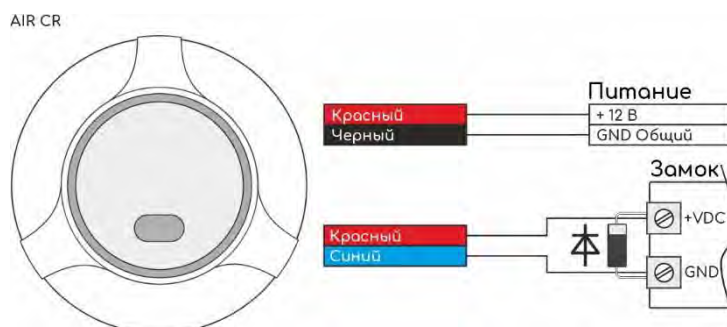 AIR CR
Питание
Красный
+ 12 В
Черный
GND Общий
Замок
+VDC
Красный
Синий
GND